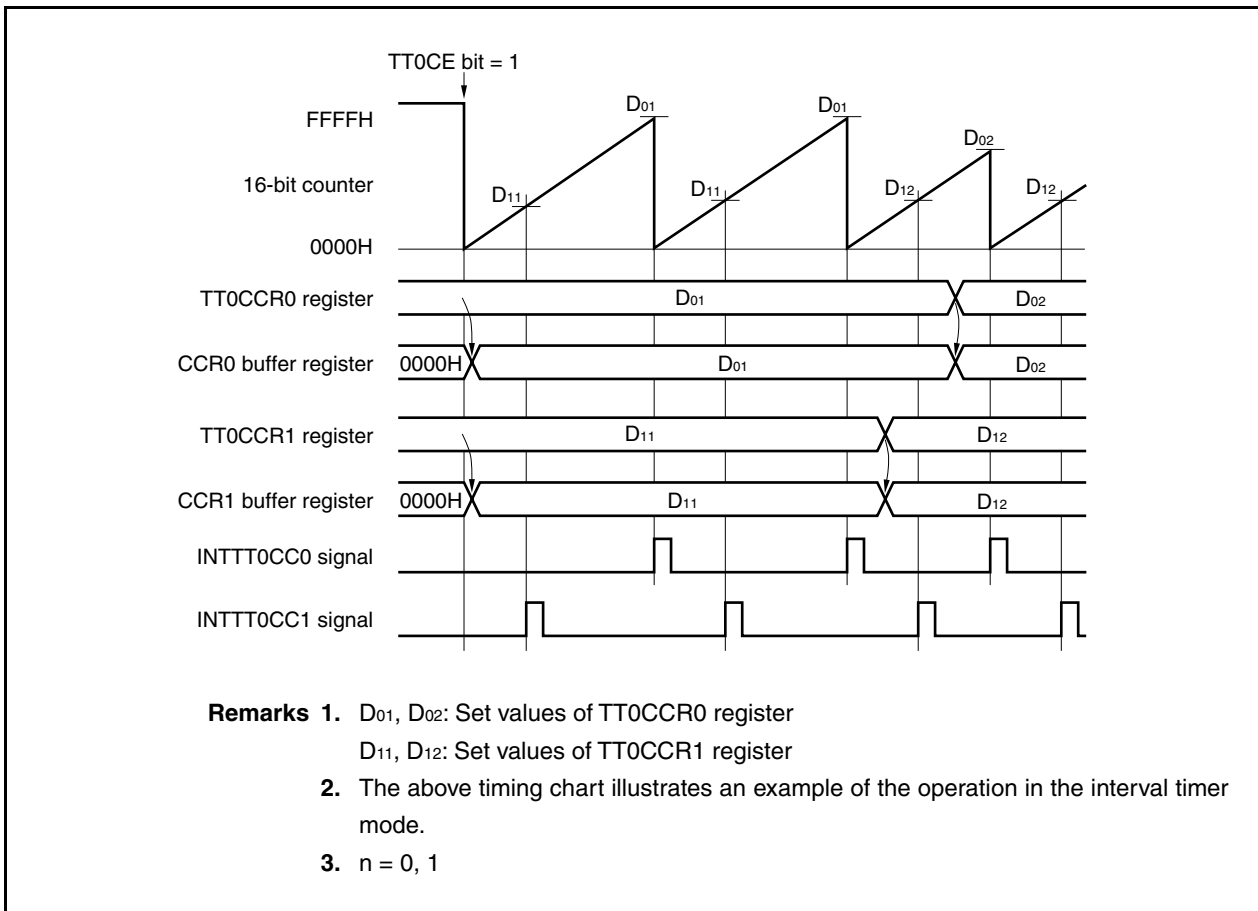 TT0CE bit = 1
FFFFH
D01
D01
D02
16-bit counter
D11
D11
D12
D12
0000H
TT0CCR0 register
D01
D02
CCR0 buffer register
0000H
D01
D02
TT0CCR1 register
D11
D12
CCR1 buffer register
0000H
D11
D12
INTTT0CC0 signal
INTTT0CC1 signal
Remarks 1. D01, D02: Set values of TT0CCR0 register
D11, D12: Set values of TT0CCR1 register
2. The above timing chart illustrates an example of the operation in the interval timer
mode.
3. n = 0, 1